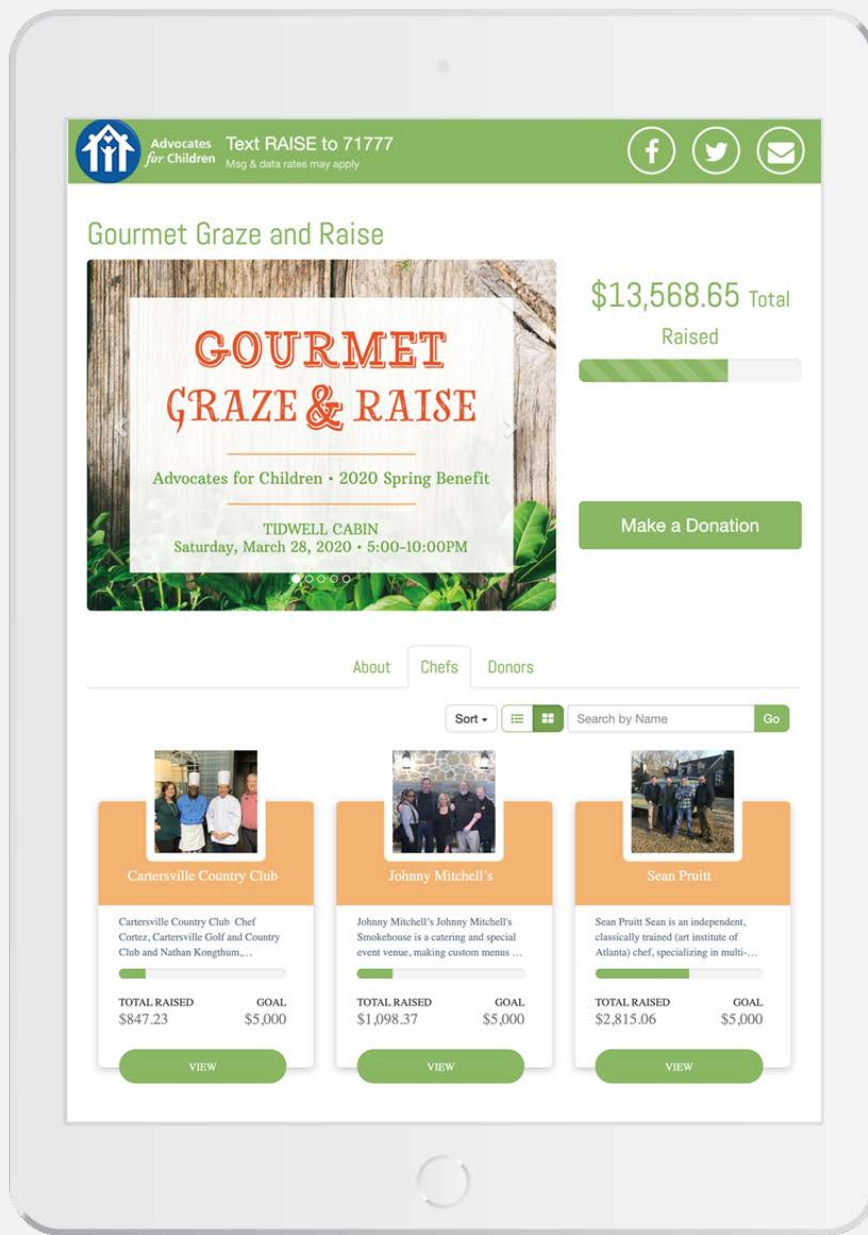 Advocates
for Children
Text RAISE to 71777
Msg & data rates may apply
Gourmet Graze and Raise
GOURMET
GRAZE & RAISE
Advocates for Children • 2020 Spring Benefit
TIDWELL CABIN
Saturday, March 28, 2020 • 5:00-10:00PM
$13,568.65 Total
Raised
Make a Donation
About Chefs Donors
Sort Search by Name Go
Cartersville Country Club
Cartersville Country Club Chef
Cortez, Cartersville Golf and Country
Club and Nathan Kongthum,...
TOTAL RAISED GOAL
$847.23 $5,000
VIEW
Johnny Mitchell's
Johnny Mitchell's Johnny Mitchell's
Smokehouse is a catering and special
event venue, making custom menus ...
TOTAL RAISED GOAL
$1,098.37 $5,000
VIEW
Sean Pruitt
Sean Pruitt Sean is an independent,
classically trained (art institute of
Atlanta) chef, specializing in multi-...
TOTAL RAISED GOAL
$2,815.06 $5,000
VIEW